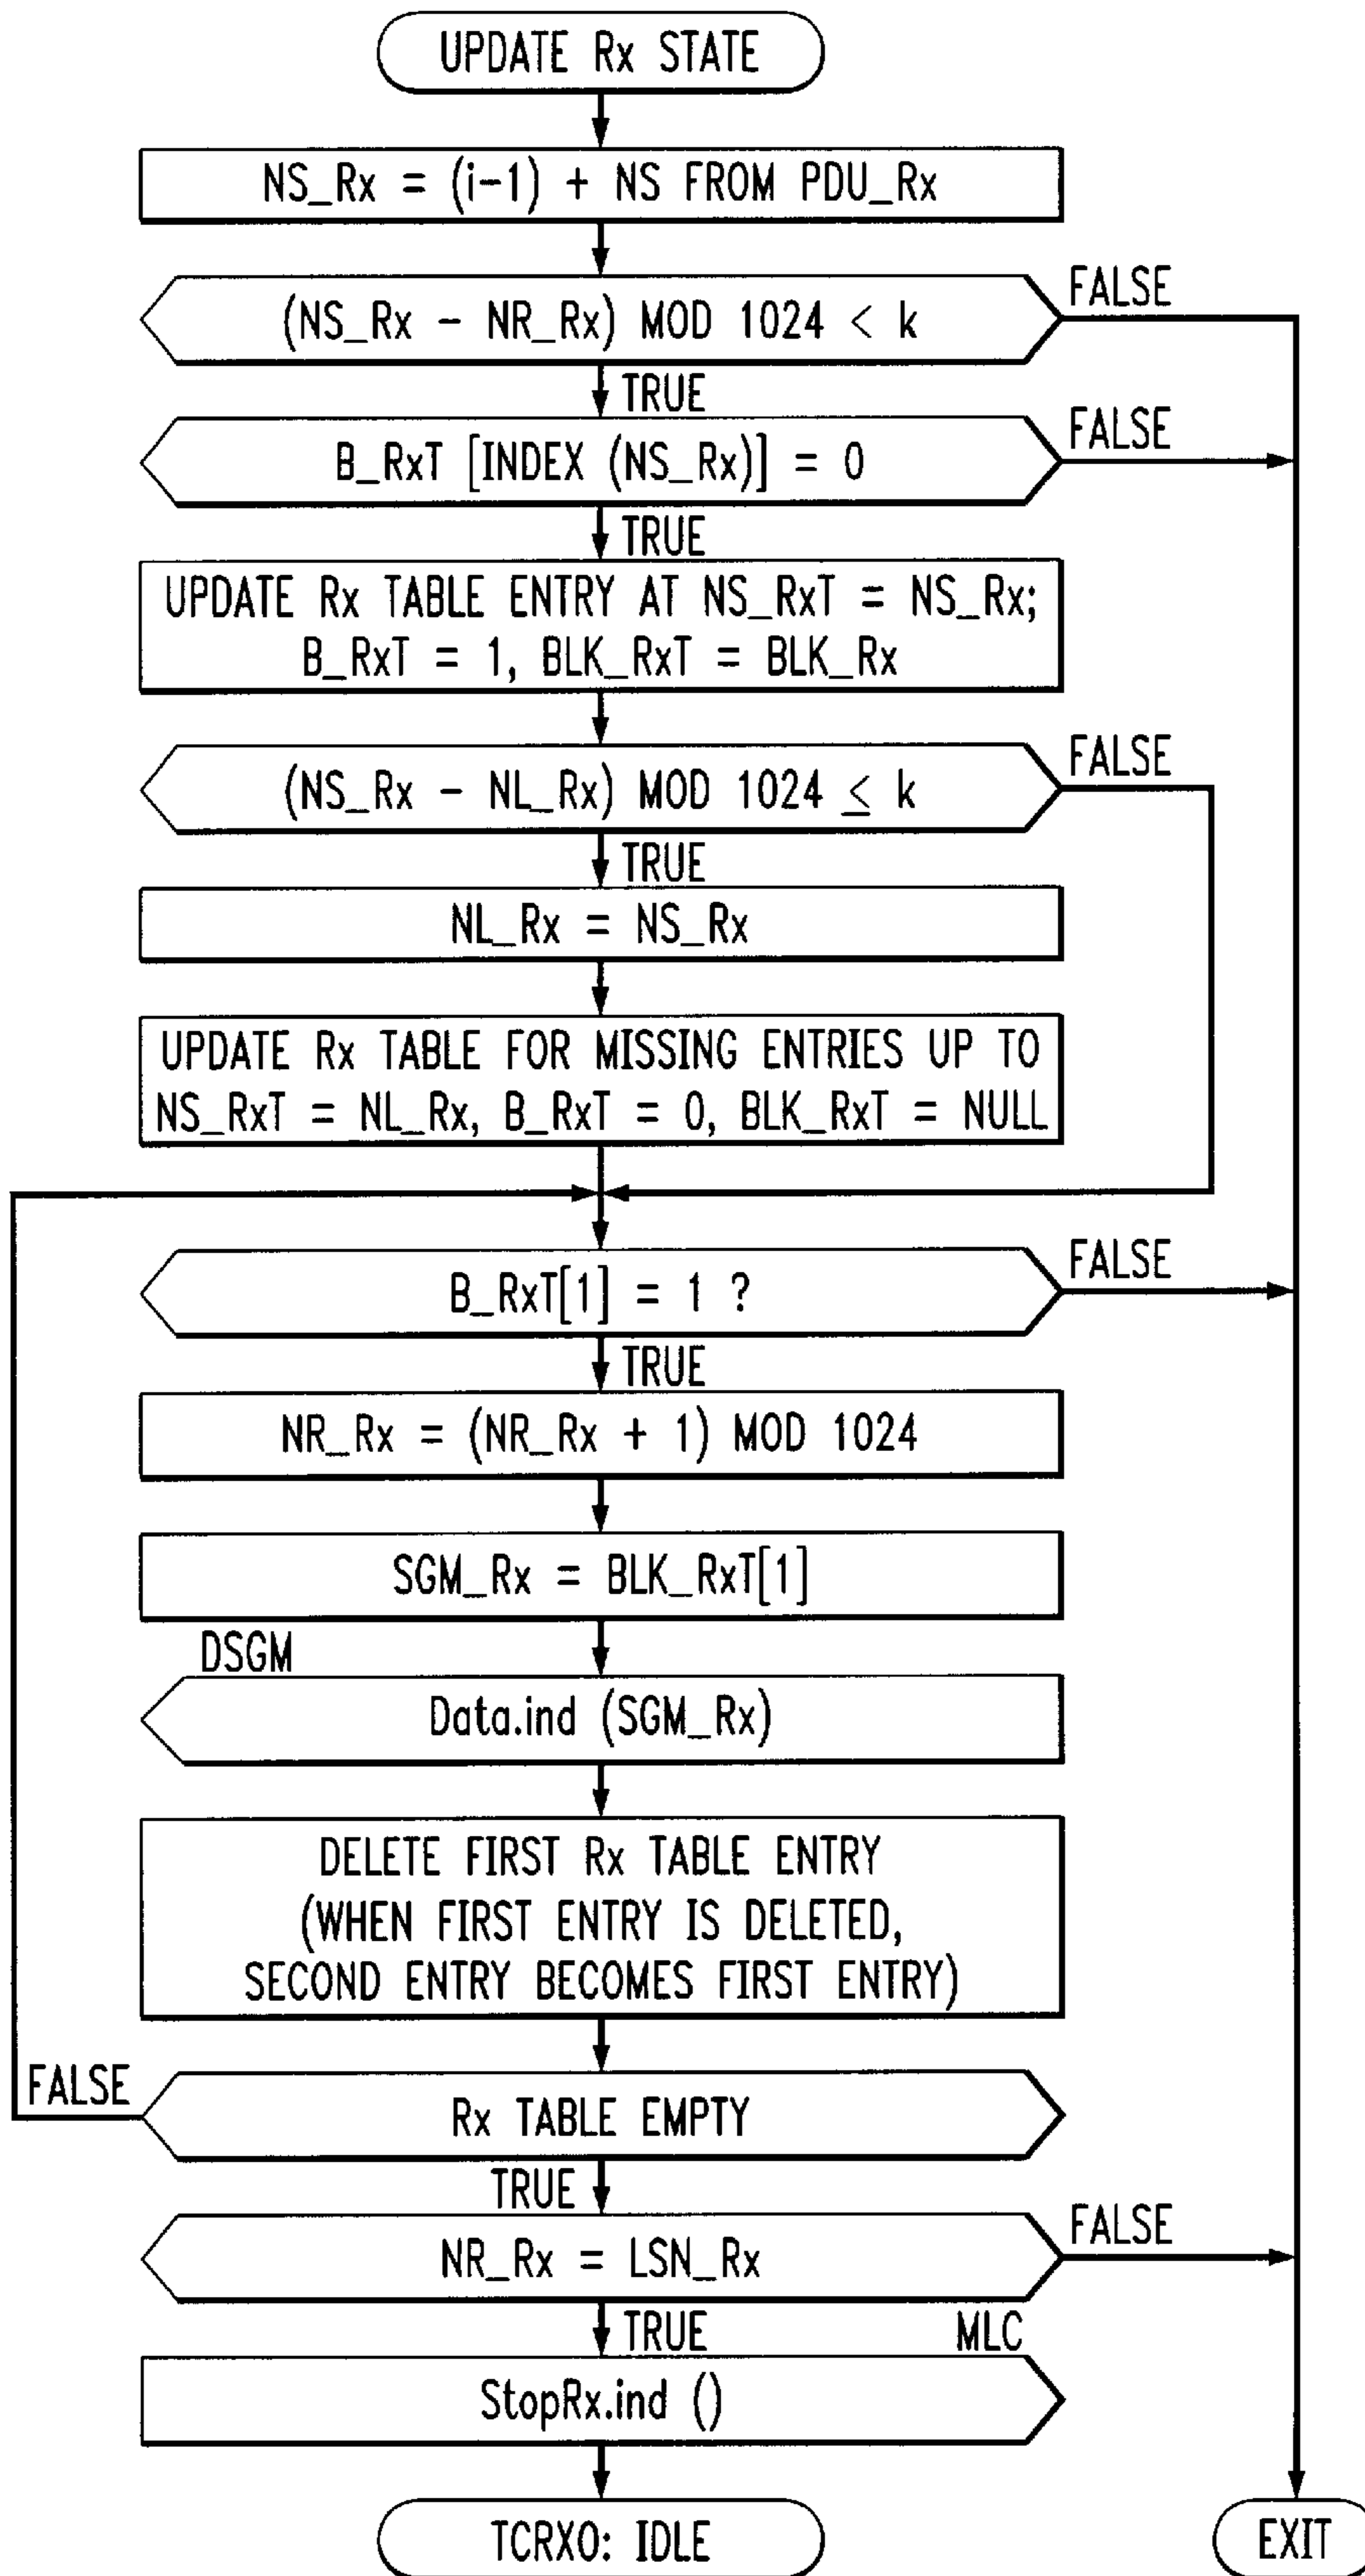 UPDATE Rx STATE
NS_Rx = (i-1) + NS FROM PDU_Rx
(NS_Rx - NR_Rx) MOD 1024 < k
FALSE
TRUE
B_RxT [INDEX (NS_Rx)] = 0
FALSE
TRUE
UPDATE Rx TABLE ENTRY AT NS_RxT = NS_Rx;
B_RxT = 1, BLK_RxT = BLK_Rx
(NS_Rx - NL_Rx) MOD 1024 ≤ k
FALSE
TRUE
NL_Rx = NS_Rx
UPDATE Rx TABLE FOR MISSING ENTRIES UP TO
NS_RxT = NL_Rx, B_RxT = 0, BLK_RxT = NULL
B_RxT[1] = 1 ?
FALSE
TRUE
NR_Rx = (NR_Rx + 1) MOD 1024
SGM_Rx = BLK_RxT[1]
DSGM
Data.ind (SGM_Rx)
DELETE FIRST Rx TABLE ENTRY
(WHEN FIRST ENTRY IS DELETED,
SECOND ENTRY BECOMES FIRST ENTRY)
FALSE
Rx TABLE EMPTY
TRUE
NR_Rx = LSN_Rx
FALSE
TRUE
MLC
StopRx.ind ()
TCRXO: IDLE
EXIT